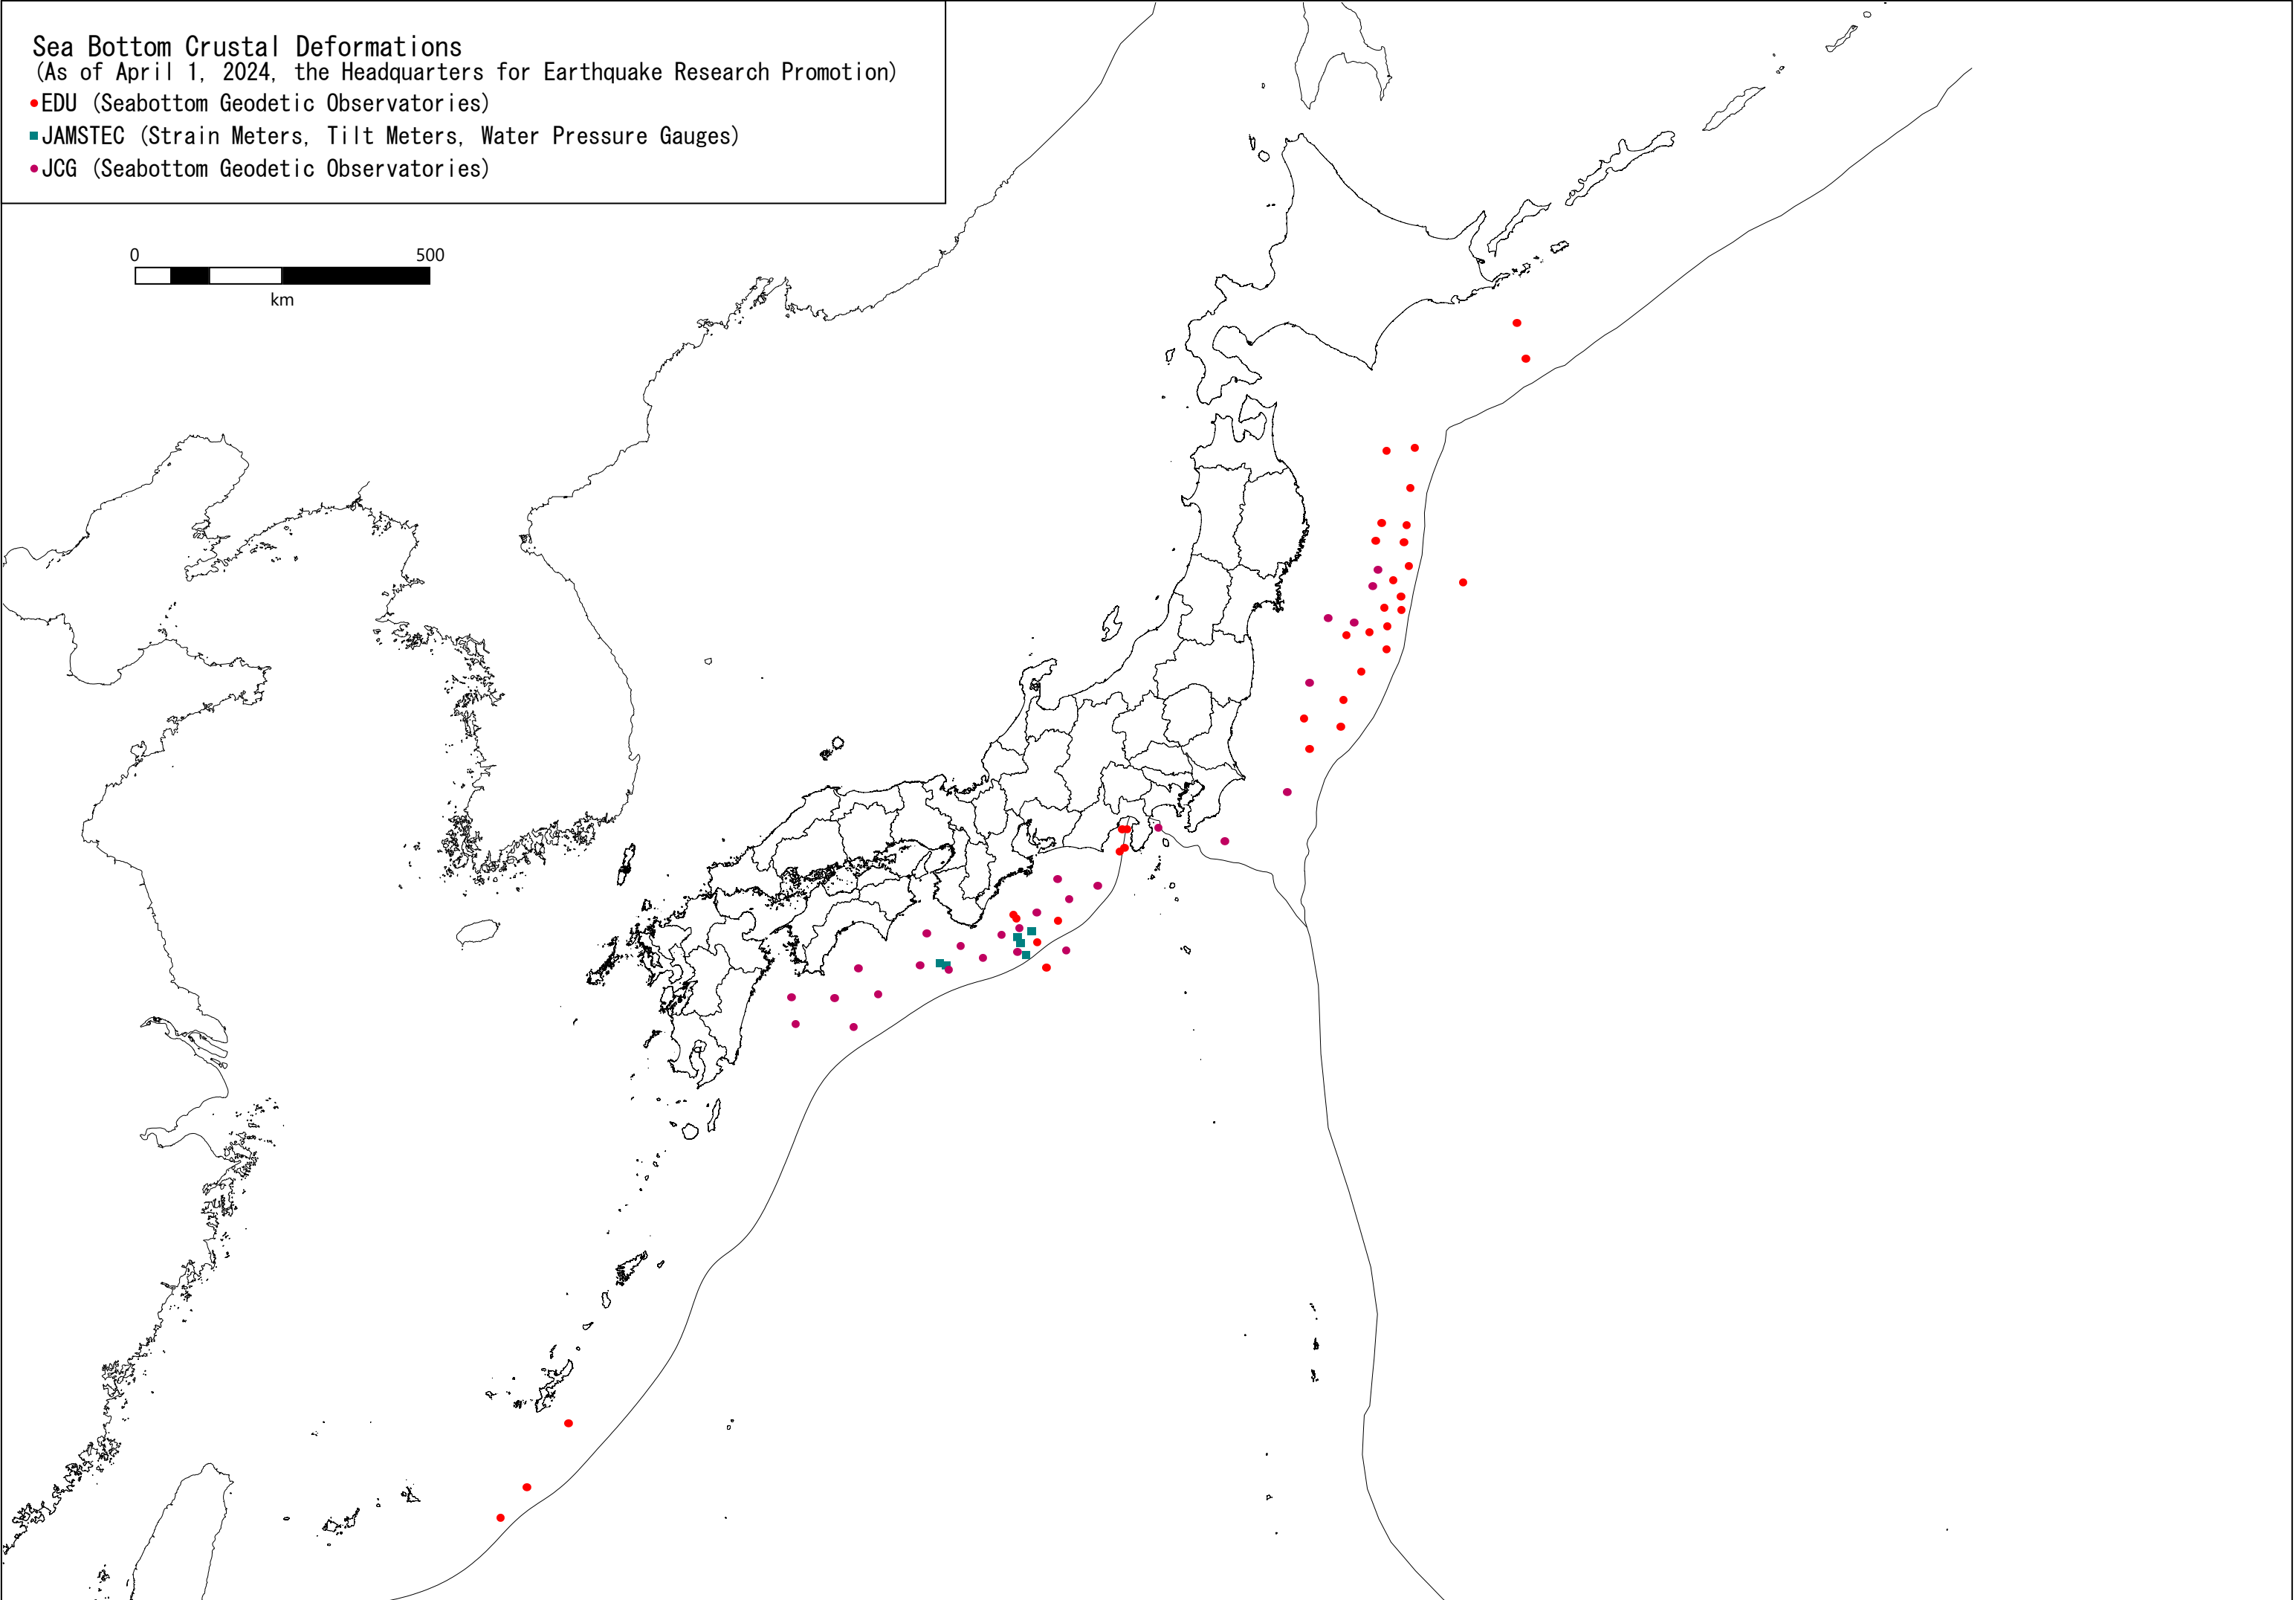 Sea Bottom Crustal Deformations
(As of April 1, 2024, the Headquarters for Earthquake Research Promotion)
EDU (Seabottom Geodetic Observatories)
JAMSTEC (Strain Meters, Tilt Meters, Water Pressure Gauges)
JCG (Seabottom Geodetic Observatories)
0 500
km